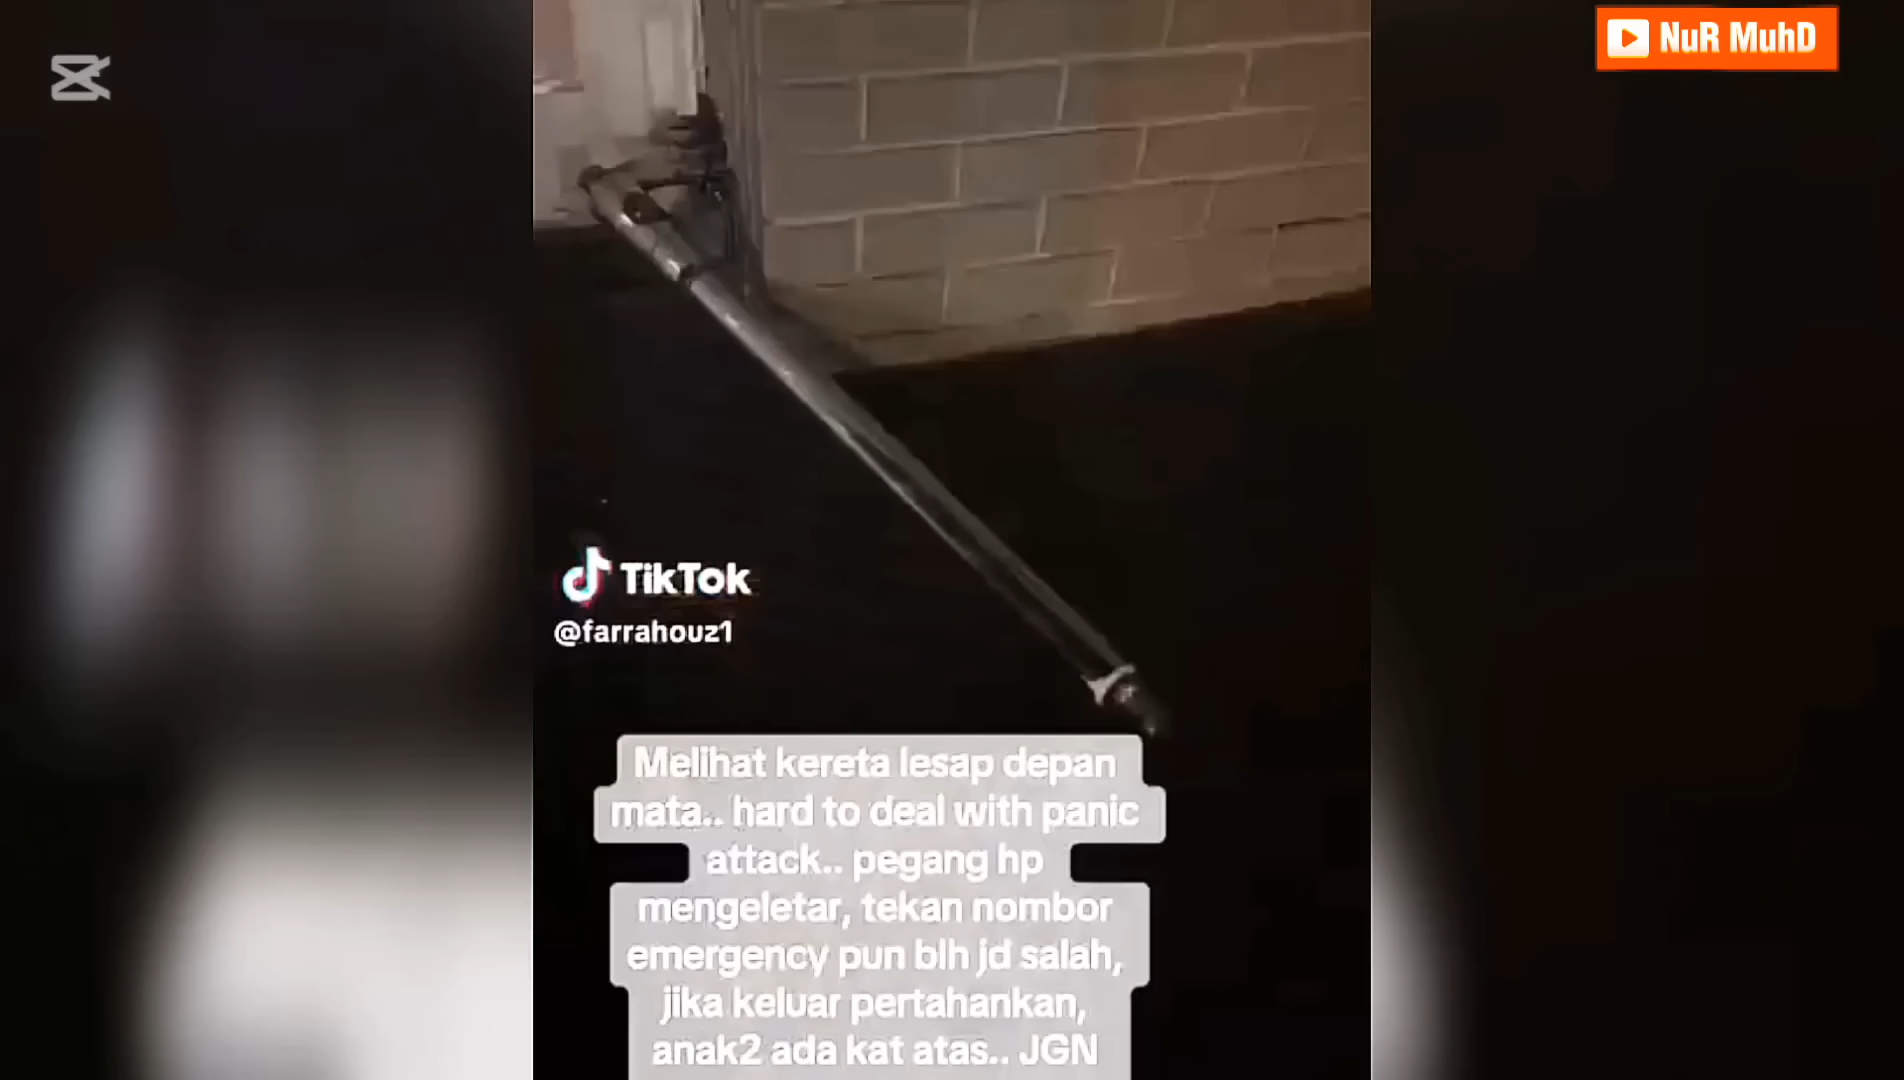 NuR MuhD
TikTok
@farrahouz1
Melihat kereta lesap depan
mata.. hard to deal with panic
attack.. pegang hp
mengeletar, tekan nombor
emergency pun blh jd salah,
jika keluar pertahankan,
anak2 ada kat atas.. JGN